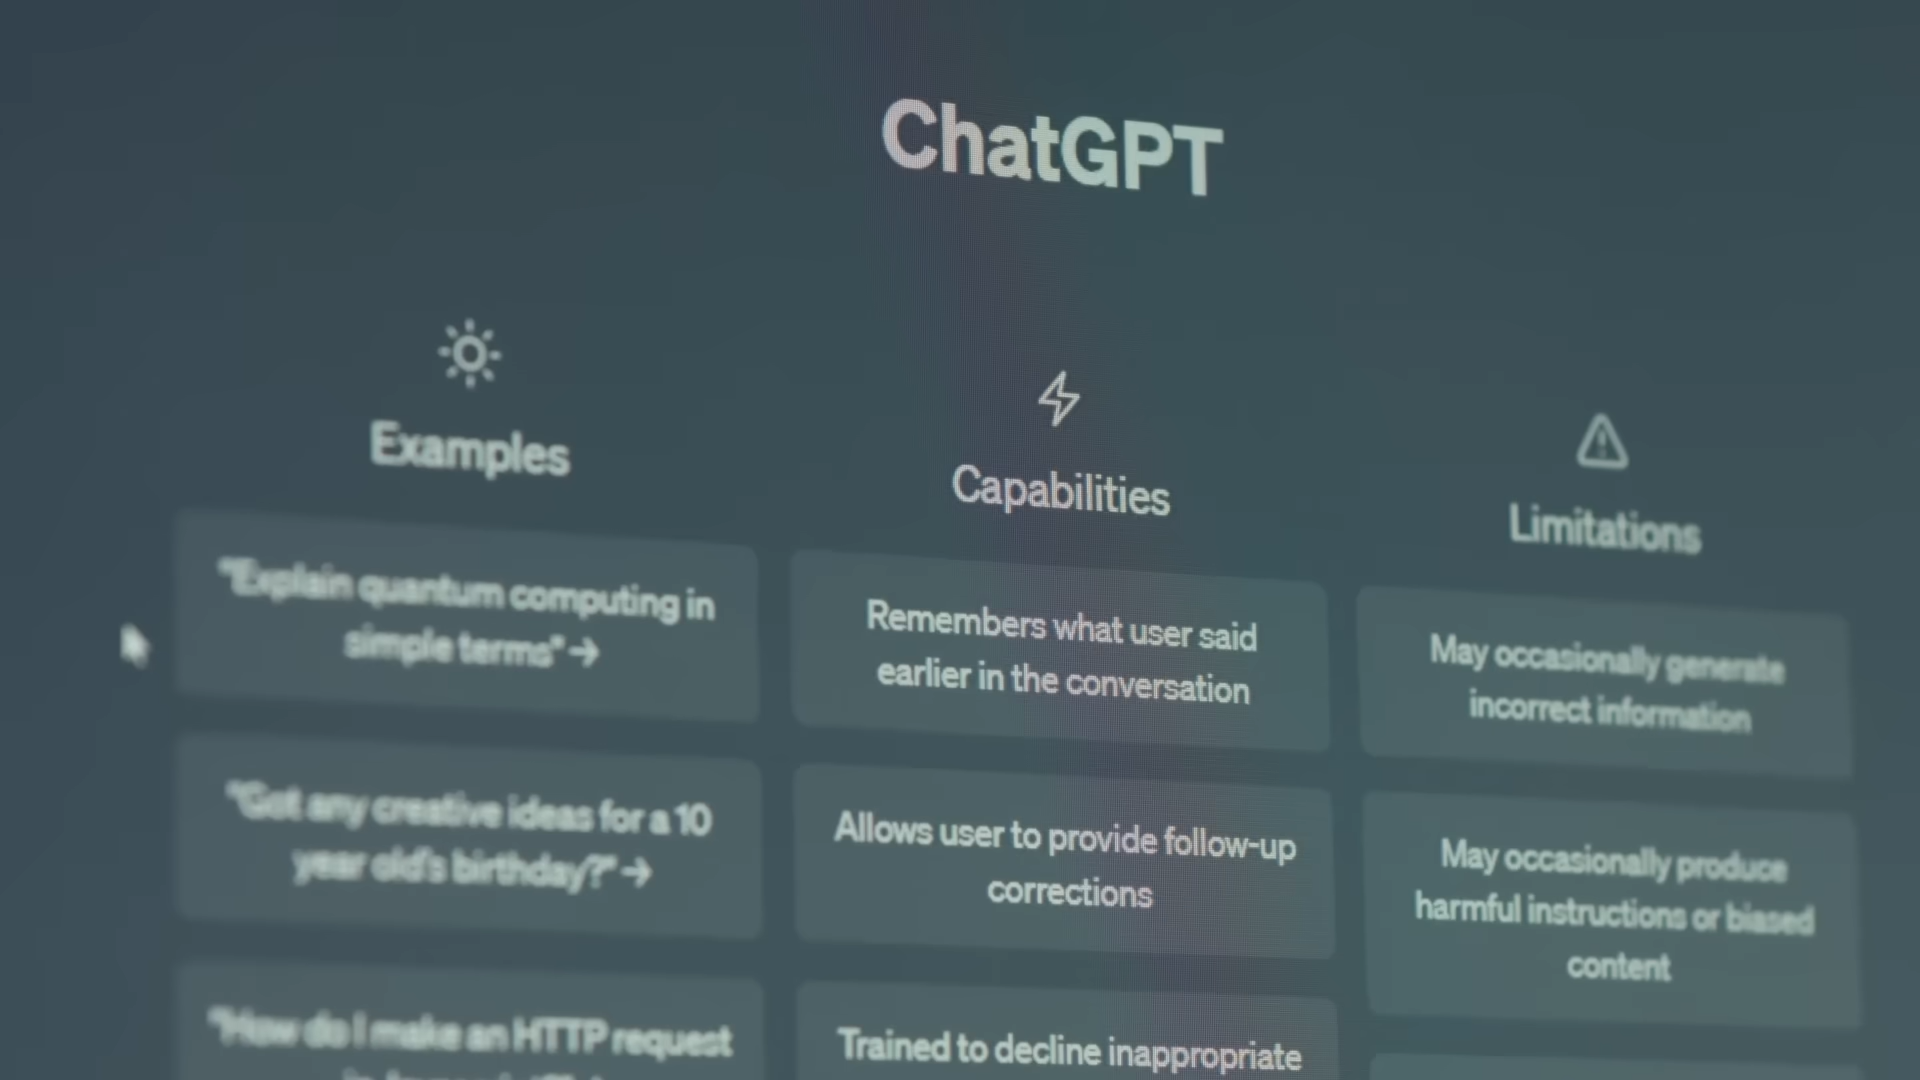 ChatGPT
Examples
"Explain quantum computing in
simple terms" →
"Got any creative ideas for a 10
year old's birthday?" →
"How do I make an HTTP request
Capabilities
Remembers what user said
earlier in the conversation
Allows user to provide follow-up
corrections
Trained to decline inappropriate
Limitations
May occasionally generate
incorrect information
May occasionally produce
harmful instructions or biased
content